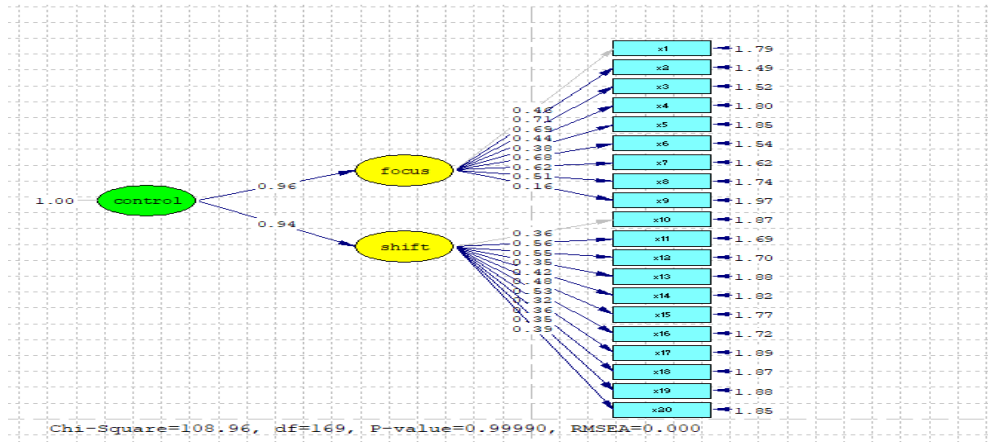 x1 1.79
x2 1.49
x3 1.52
x4 1.80
x5 1.85
x6 1.54
x7 1.62
x8 1.74
x9 1.97
x10 1.87
x11 1.69
x12 1.70
x13 1.88
x14 1.82
x15 1.77
x16 1.72
x17 1.89
x18 1.87
x19 1.88
x20 1.85
0.46
0.71
0.69
0.44
0.38
0.68
0.62
0.51
0.16
focus
0.96
1.00 control
0.94
shift
0.36
0.56
0.55
0.35
0.42
0.48
0.53
0.32
0.36
0.35
0.39
Chi-Square=108.96, df=169, P-value=0.99990, RMSEA=0.000